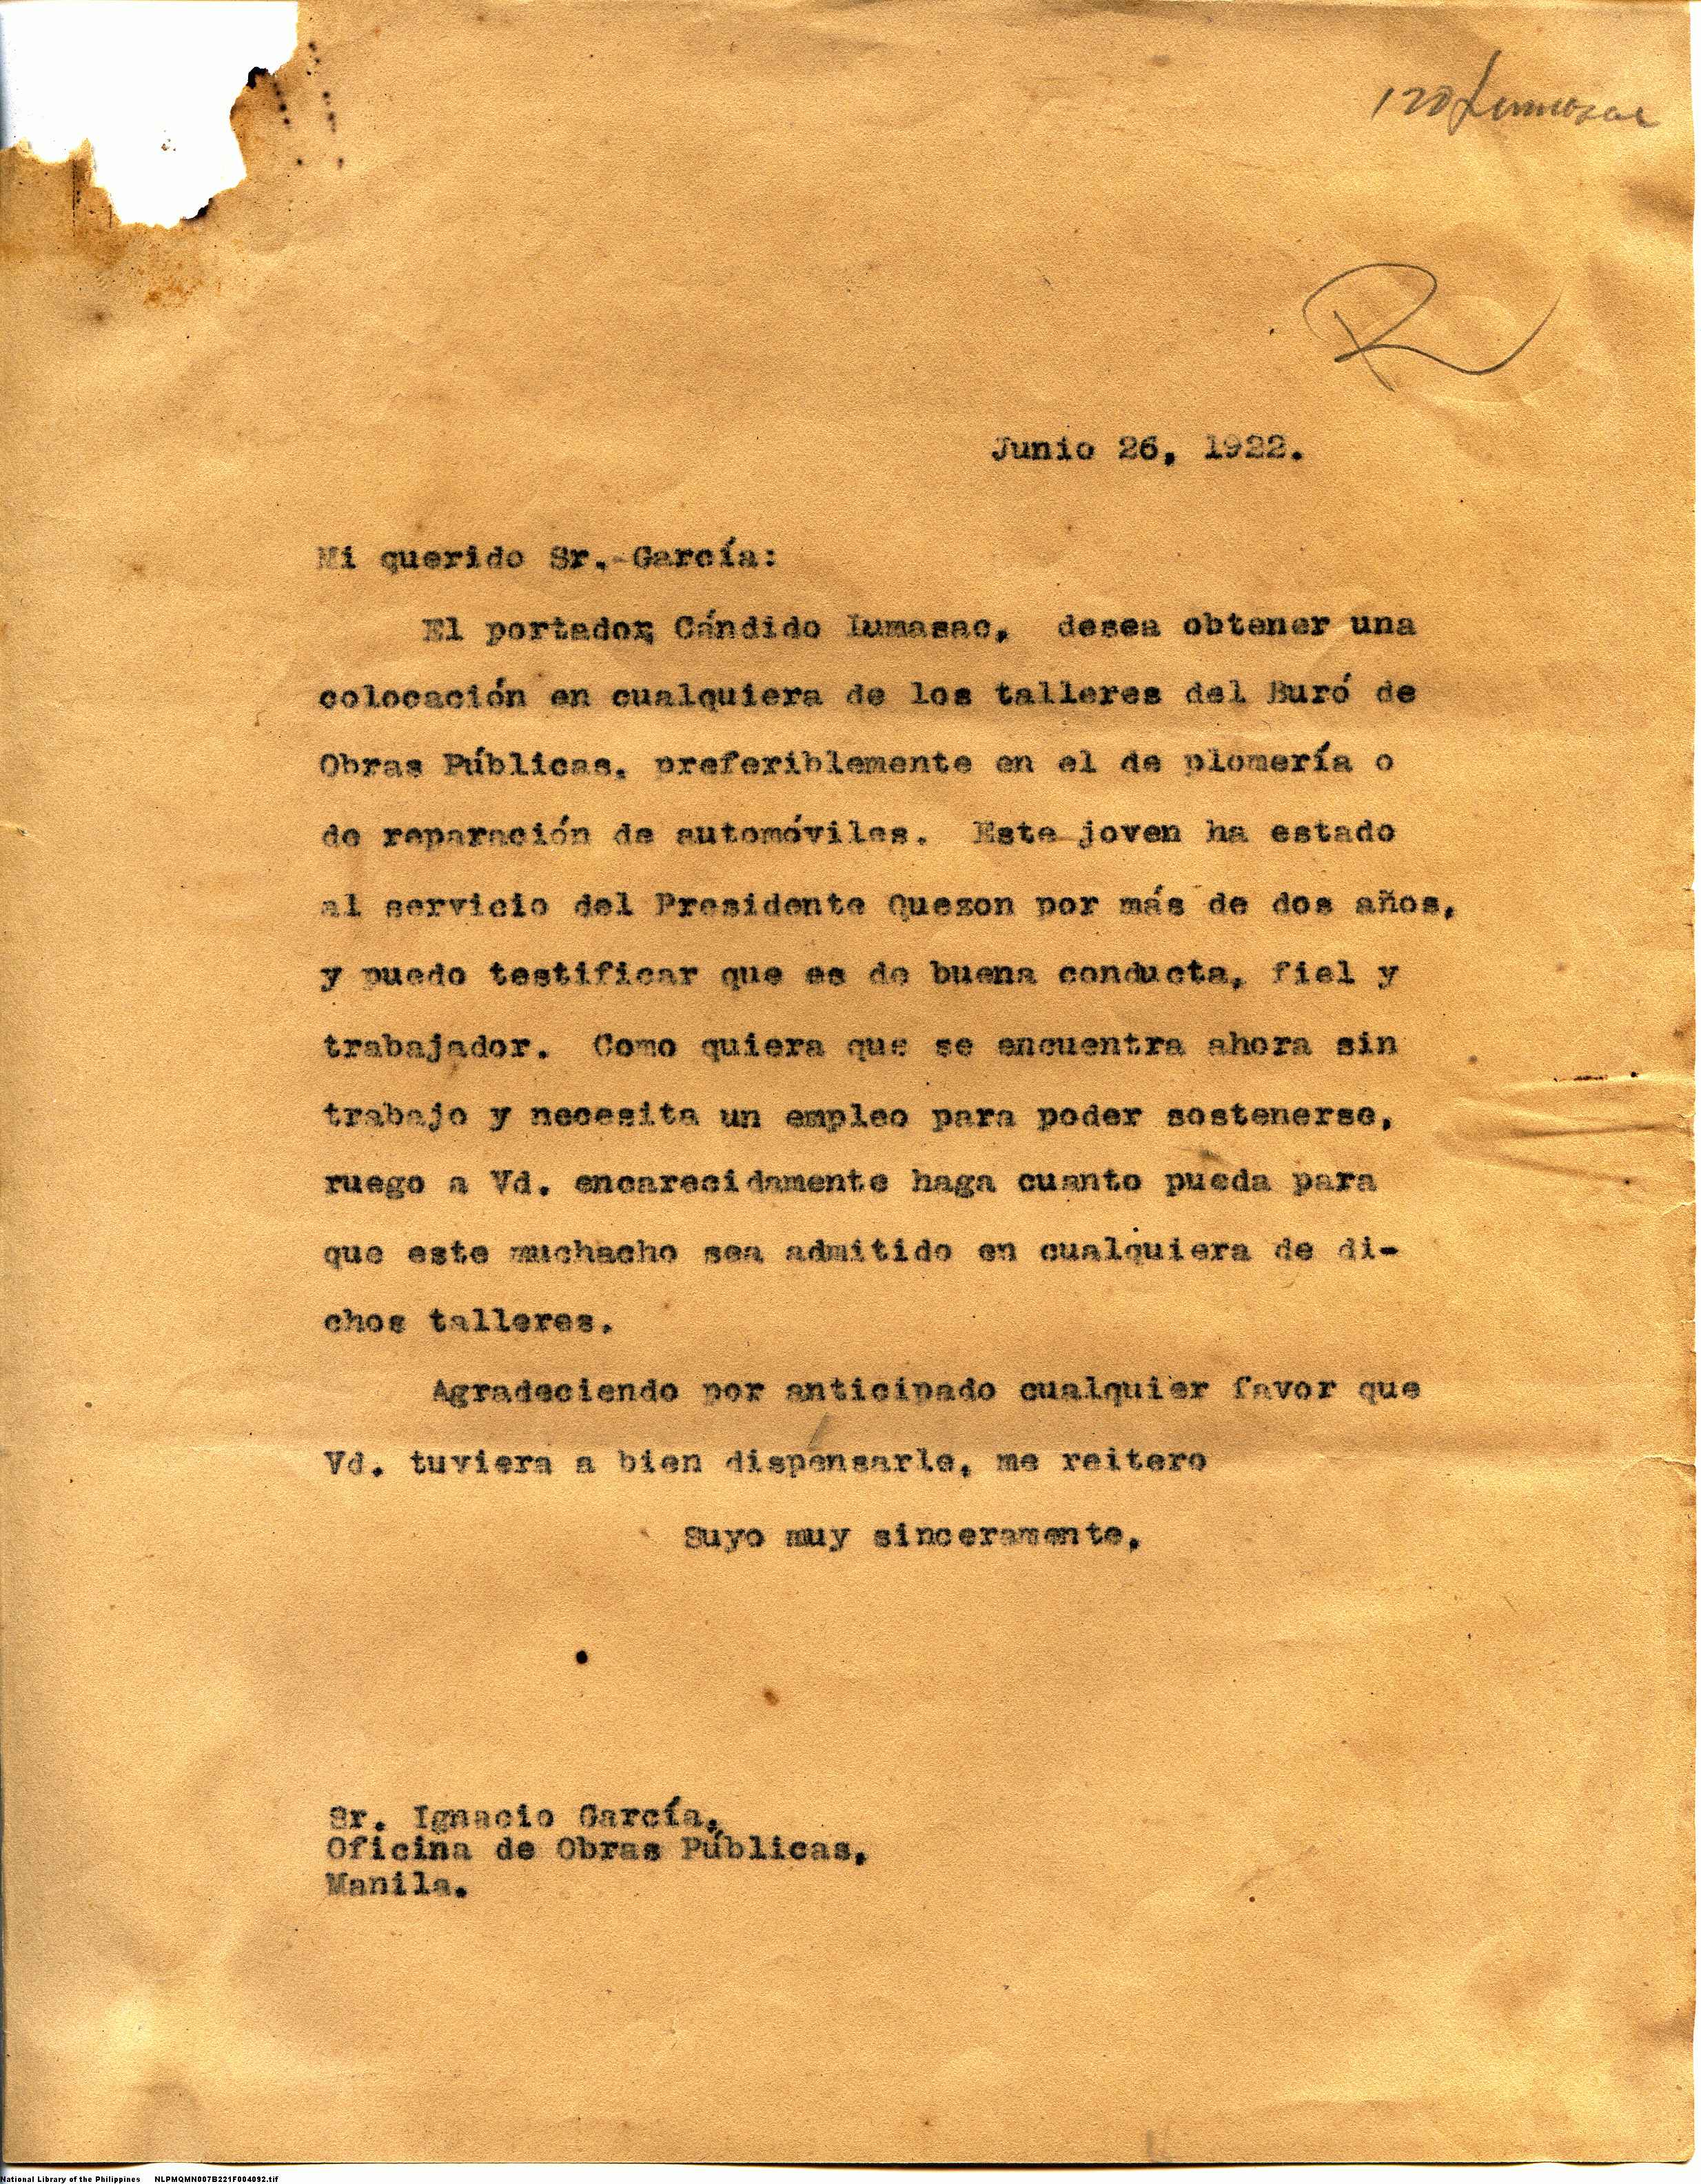 120 Lumasac
R
Junio 26, 1922.
Mi querido Sr. García:
El portador, Cándido Lumasac, desea obtener una
colocación en cualquiera de los talleres del Buró de
Obras Públicas, preferiblemente en el de plomería o
de reparación de automóviles. Este joven ha estado
al servicio del Presidente Quezon por más de dos años,
y puedo testificar que es de buena conducta, fiel y
trabajador. Como quiera que se encuentra ahora sin
trabajo y necesita un empleo para poder sostenerse,
ruego a Vd. encarecidamente haga cuanto pueda para
que este muchacho sea admitido en cualquiera de di-
chos talleres.
Agradeciendo por anticipado cualquier favor que
Vd. tuviera a bien dispensarle, me reitero
Suyo muy sinceramente,
Sr. Ignacio García,
Oficina de Obras Públicas,
Manila.
National Library of the Philippines NLPMQMN007B221F004092.tif